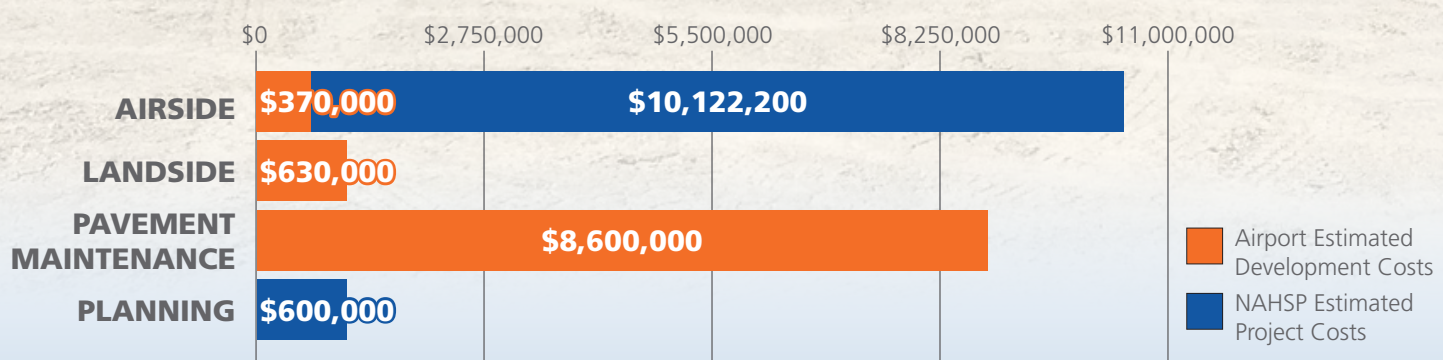 $0 $2,750,000 $5,500,000 $8,250,000 $11,000,000
AIRSIDE $370,000 $10,122,200
LANDSIDE $630,000
PAVEMENT
MAINTENANCE $8,600,000
PLANNING $600,000
Airport Estimated
Development Costs
NAHSP Estimated
Project Costs